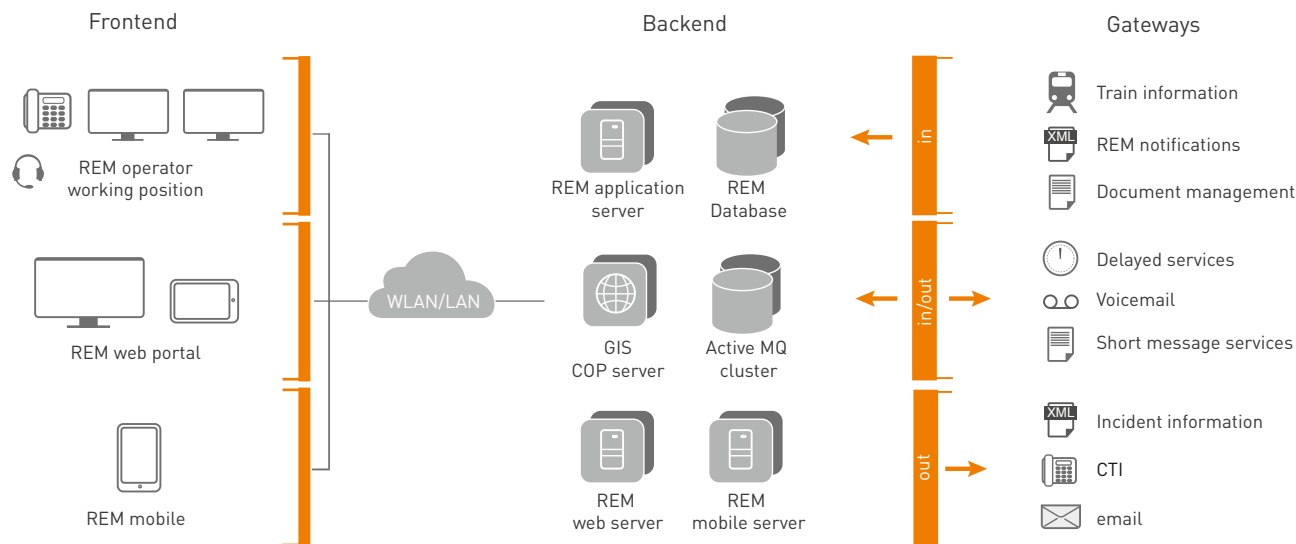 Frontend
Backend
Gateways
REM operator
working position
REM web portal
REM mobile
WLAN/LAN
REM application
server
REM
Database
GIS
COP server
Active MQ
cluster
REM
web server
REM
mobile server
in
in/out
out
Train information
XML
REM notifications
Document management
Delayed services
Voicemail
Short message services
XML
Incident information
CTI
email